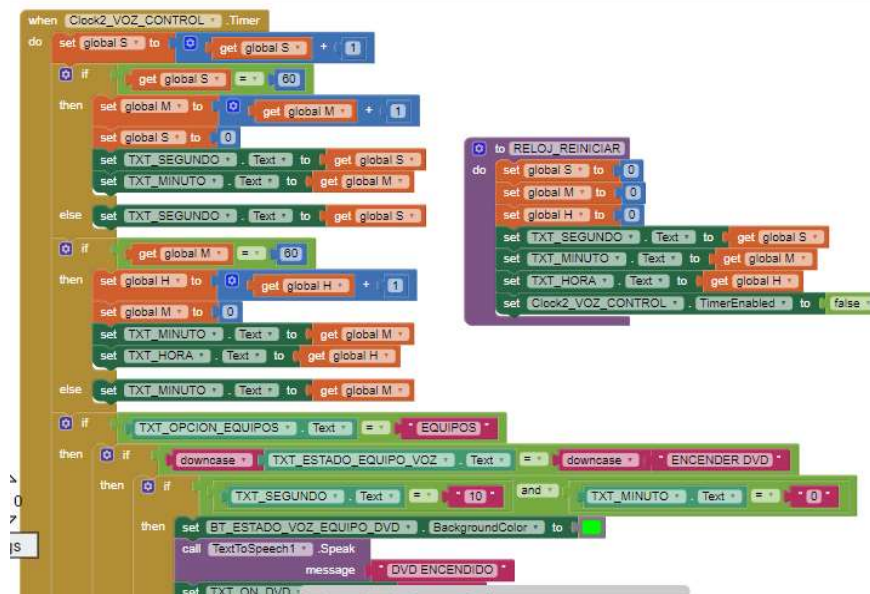 when Clock2_VOZ_CONTROL .Timer
do set global S to get global S + 1
if get global S = 60
then set global M to get global M + 1
set global S to 0
set TXT_SEGUNDO . Text to get global S
set TXT_MINUTO . Text to get global M
else set TXT_SEGUNDO . Text to get global S
if get global M = 60
then set global H to get global H + 1
set global M to 0
set TXT_MINUTO . Text to get global M
set TXT_HORA . Text to get global H
else set TXT_MINUTO . Text to get global M
if TXT_OPCION_EQUIPOS . Text = " EQUIPOS "
then if downcase TXT_ESTADO_EQUIPO_VOZ . Text = downcase " ENCENDER DVD "
then if TXT_SEGUNDO . Text = " 10 " and TXT_MINUTO . Text = " 0 "
then set BT_ESTADO_VOZ_EQUIPO_DVD . BackgroundColor to
call TextToSpeech1 .Speak
message " DVD ENCENDIDO "
set TXT_ON_DVD
to RELOJ_REINICIAR
do set global S to 0
set global M to 0
set global H to 0
set TXT_SEGUNDO . Text to get global S
set TXT_MINUTO . Text to get global M
set TXT_HORA . Text to get global H
set Clock2_VOZ_CONTROL . TimerEnabled to false
0